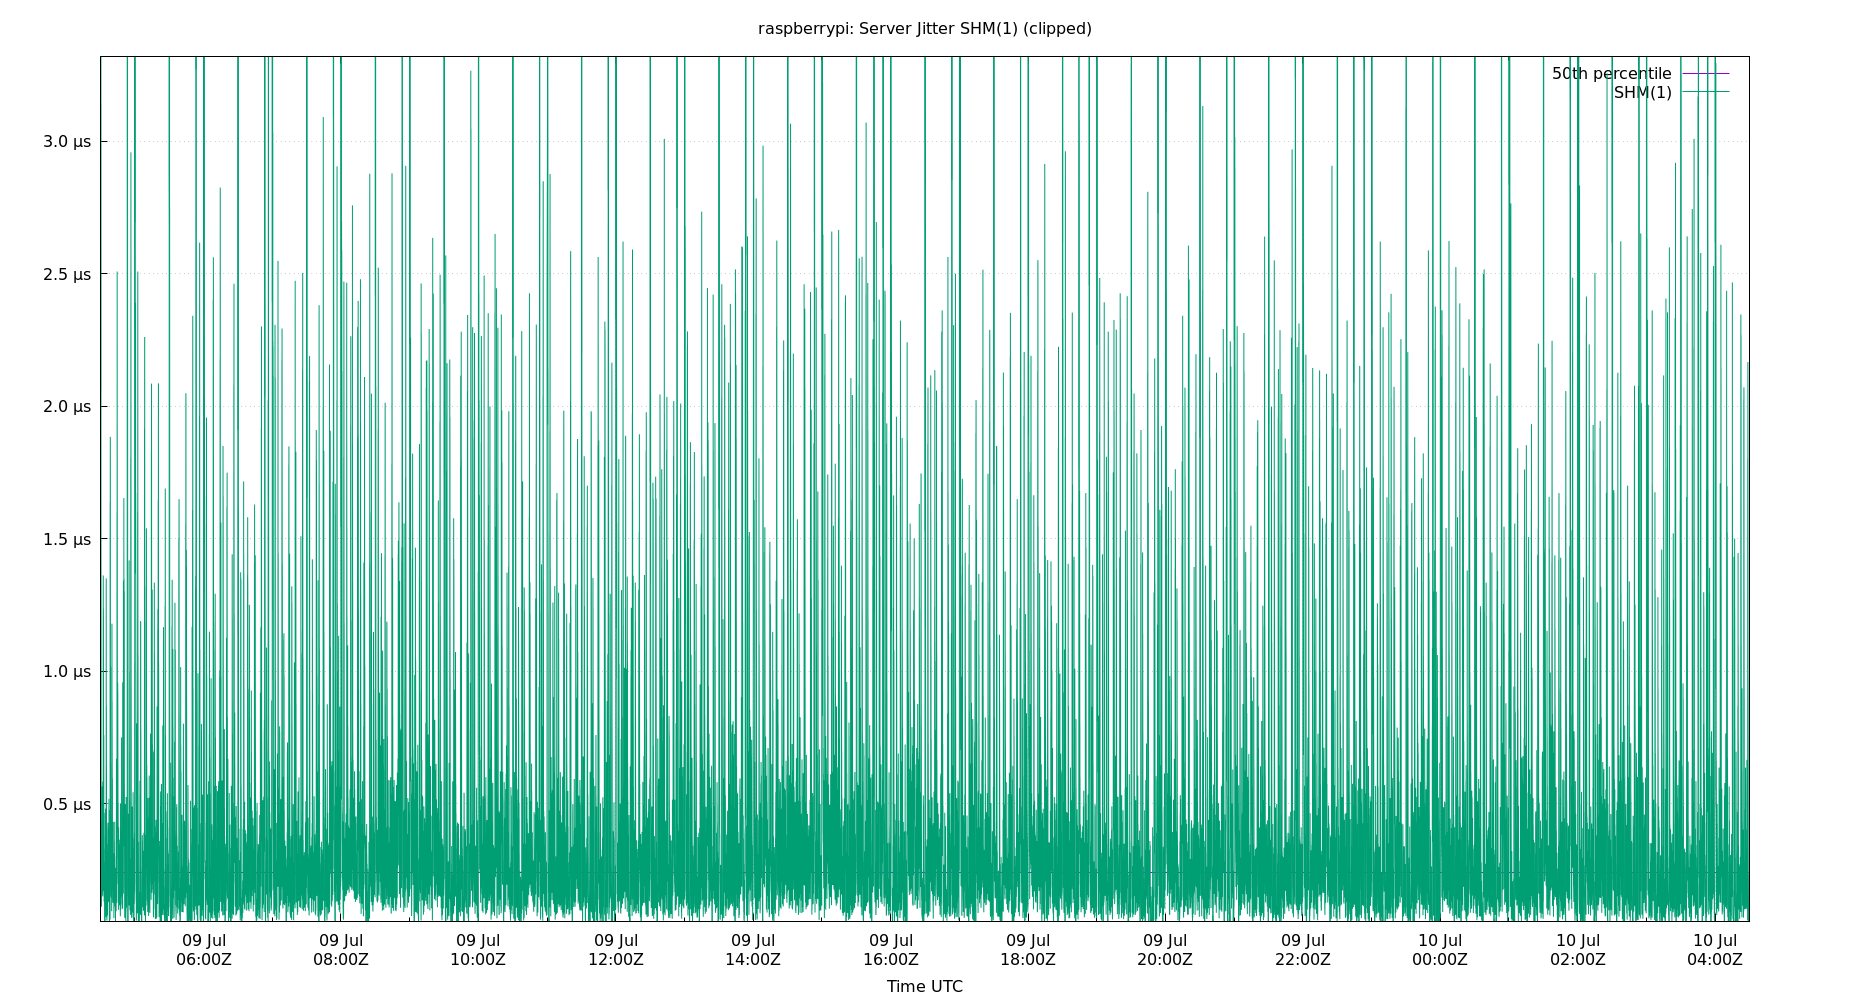 raspberrypi: Server Jitter SHM(1) (clipped)
50th percentile
SHM(1)
3.0 µs
2.5 µs
2.0 µs
1.5 µs
1.0 µs
0.5 µs
09 Jul 09 Jul 09 Jul 09 Jul 09 Jul 09 Jul 09 Jul 09 Jul 09 Jul 10 Jul 10 Jul 10 Jul
06:00Z 08:00Z 10:00Z 12:00Z 14:00Z 16:00Z 18:00Z 20:00Z 22:00Z 00:00Z 02:00Z 04:00Z
Time UTC